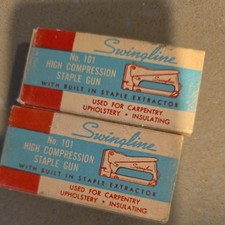 Swingline
No. 101
HIGH COMPRESSION
STAPLE GUN
WITH BUILT IN STAPLE EXTRACTOR
USED FOR CARPENTRY
UPHOLSTERY • INSULATING
Swingline
No. 101
HIGH COMPRESSION
STAPLE GUN
WITH BUILT IN STAPLE EXTRACTOR
USED FOR CARPENTRY
UPHOLSTERY • INSULATING